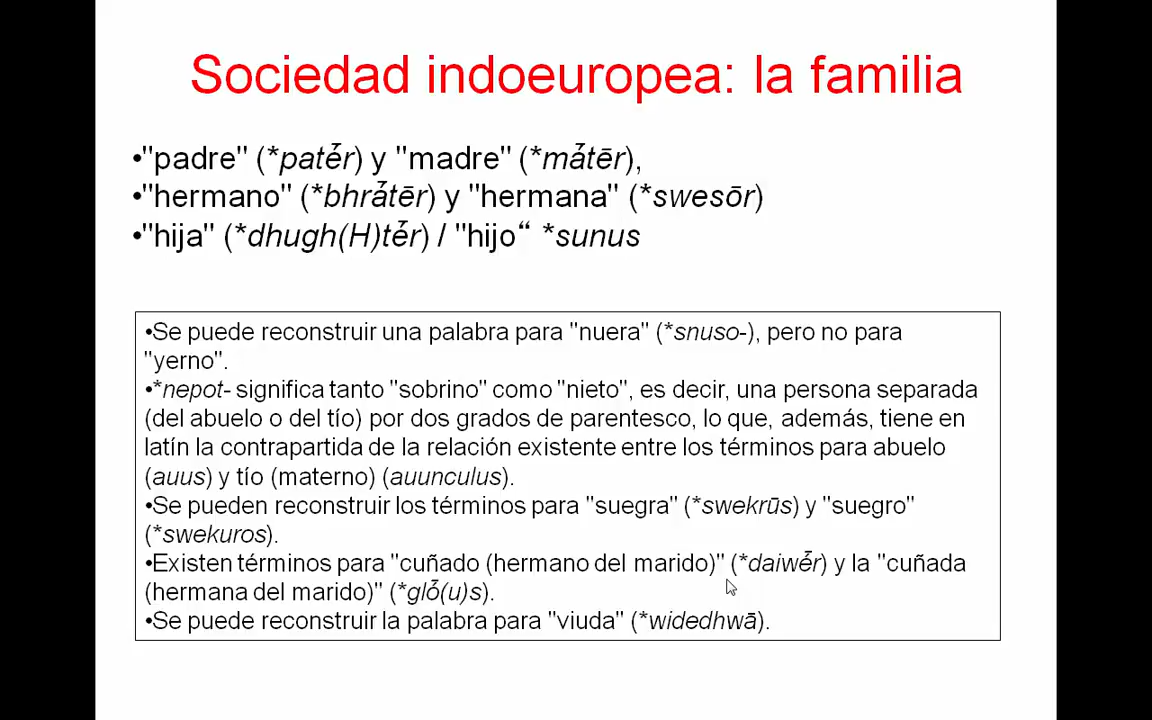 Sociedad indoeuropea: la familia
•"padre" (*patḗr) y "madre" (*mā́tēr),
•"hermano" (*bhrā́tēr) y "hermana" (*swesōr)
•"hija" (*dhugh(H)tḗr) / "hijo“ *sunus
•Se puede reconstruir una palabra para "nuera" (*snuso-), pero no para
"yerno".
•*nepot- significa tanto "sobrino" como "nieto", es decir, una persona separada
(del abuelo o del tío) por dos grados de parentesco, lo que, además, tiene en
latín la contrapartida de la relación existente entre los términos para abuelo
(auus) y tío (materno) (auunculus).
•Se pueden reconstruir los términos para "suegra" (*swekrūs) y "suegro"
(*swekuros).
•Existen términos para "cuñado (hermano del marido)" (*daiwḗr) y la "cuñada
(hermana del marido)" (*glṓ(u)s).
•Se puede reconstruir la palabra para "viuda" (*widedhwā).